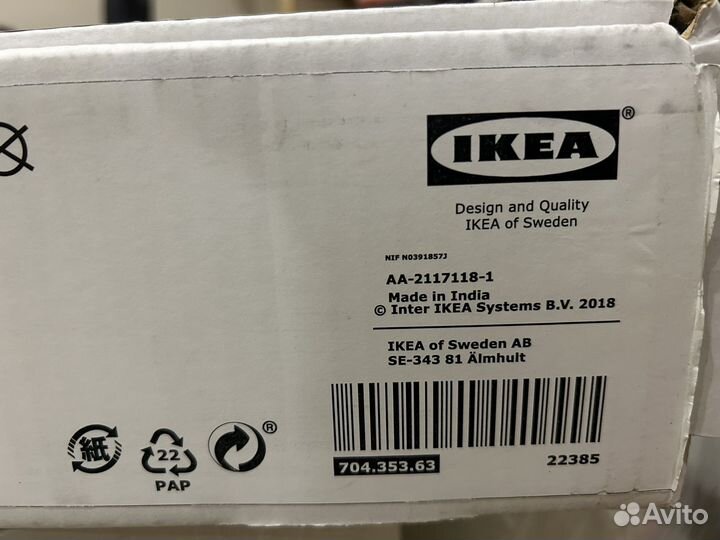 IKEA®
Design and Quality
IKEA of Sweden
NIF N0391857J
AA-2117118-1
Made in India
© Inter IKEA Systems B.V. 2018
IKEA of Sweden AB
SE-343 81 Älmhult
紙
22
PAP
®
704.353.63
22385
Avito